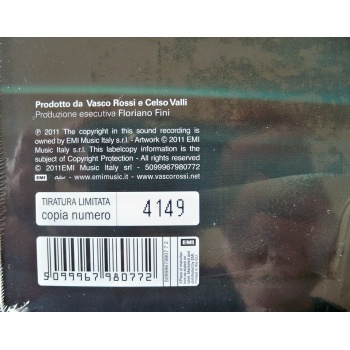 Prodotto da Vasco Rossi e Celso Valli
Produzione esecutiva Floriano Fini
℗ 2011 The copyright in this sound recording is
owned by EMI Music Italy s.r.l. - Artwork © 2011 EMI
Music Italy s.r.l. This labelcopy information is the
subject of Copyright Protection - All rights reserved
© 2011EMI Music Italy srl - 5099967980772
EMI - www.emimusic.it - www.vascorossi.net
TIRATURA LIMITATA
copia numero
4149
5099967980772
5 099967 980772
EMI